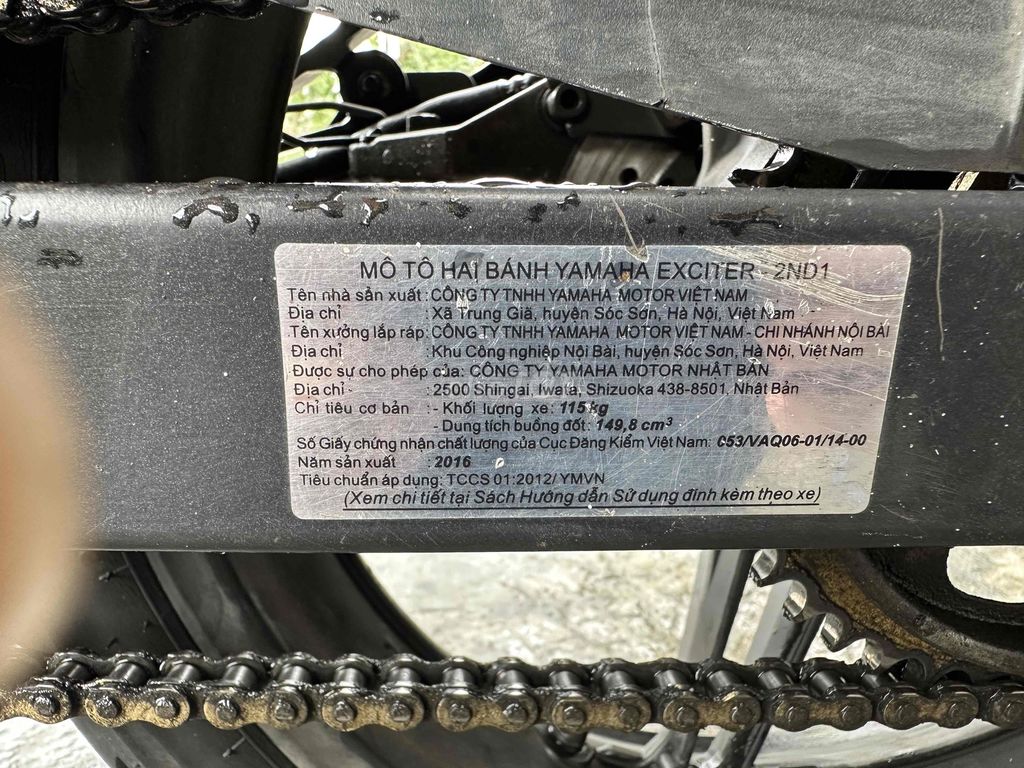 MÔ TÔ HAI BÁNH YAMAHA EXCITER - 2ND1
Tên nhà sản xuất : CÔNG TY TNHH YAMAHA MOTOR VIỆT NAM
Địa chỉ : Xã Trung Giã, huyện Sóc Sơn, Hà Nội, Việt Nam
Tên xưởng lắp ráp: CÔNG TY TNHH YAMAHA MOTOR VIỆT NAM - CHI NHÁNH NỘI BÀI
Địa chỉ : Khu Công nghiệp Nội Bài, huyện Sóc Sơn, Hà Nội, Việt Nam
Được sự cho phép của: CÔNG TY YAMAHA MOTOR NHẬT BẢN
Địa chỉ : 2500 Shingai, Iwata, Shizuoka 438-8501, Nhật Bản
Chỉ tiêu cơ bản : - Khối lượng xe: 115 kg
- Dung tích buồng đốt: 149,8 cm³
Số Giấy chứng nhận chất lượng của Cục Đăng Kiểm Việt Nam: 053/VAQ06-01/14-00
Năm sản xuất : 2016
Tiêu chuẩn áp dụng: TCCS 01:2012/ YMVN
(Xem chi tiết tại Sách Hướng dẫn Sử dụng đính kèm theo xe)